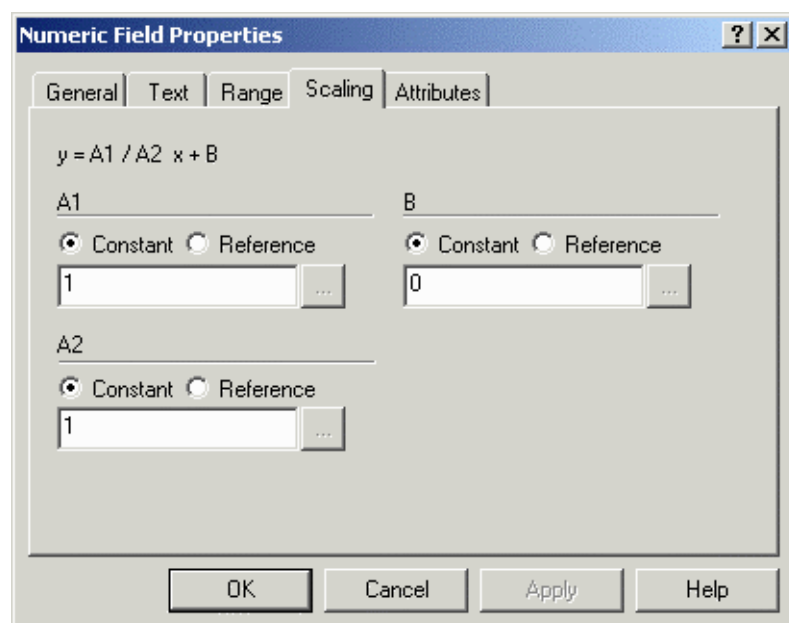 Numeric Field Properties
General Text Range Scaling Attributes
y = A1 / A2 x + B
A1 B
Constant Reference Constant Reference
1 ... 0 ...
A2
Constant Reference
1 ...
OK Cancel Apply Help